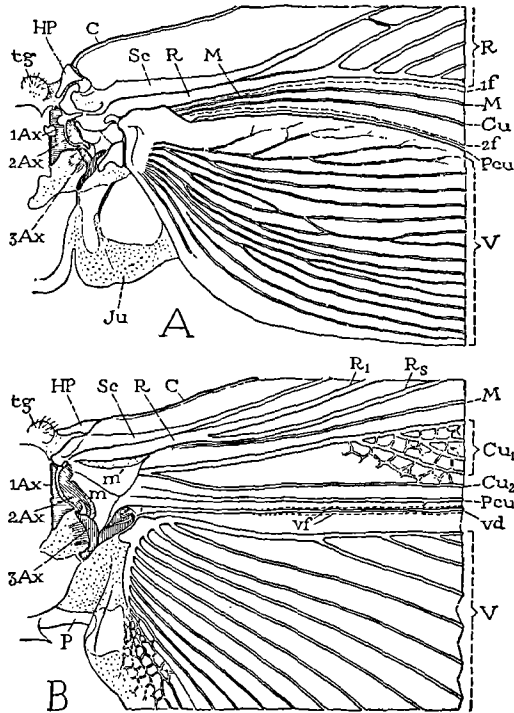 HP
C
tg
Sc
R
M
R
1f
M
Cu
2f
Pcu
1Ax
2Ax
3Ax
V
Ju
A
HP
Sc
R
C
R₁
Rs
M
tg
Cu₁
1Ax
m
m'
2Ax
Cu₂
Pcu
vf
vd
3Ax
V
P
B